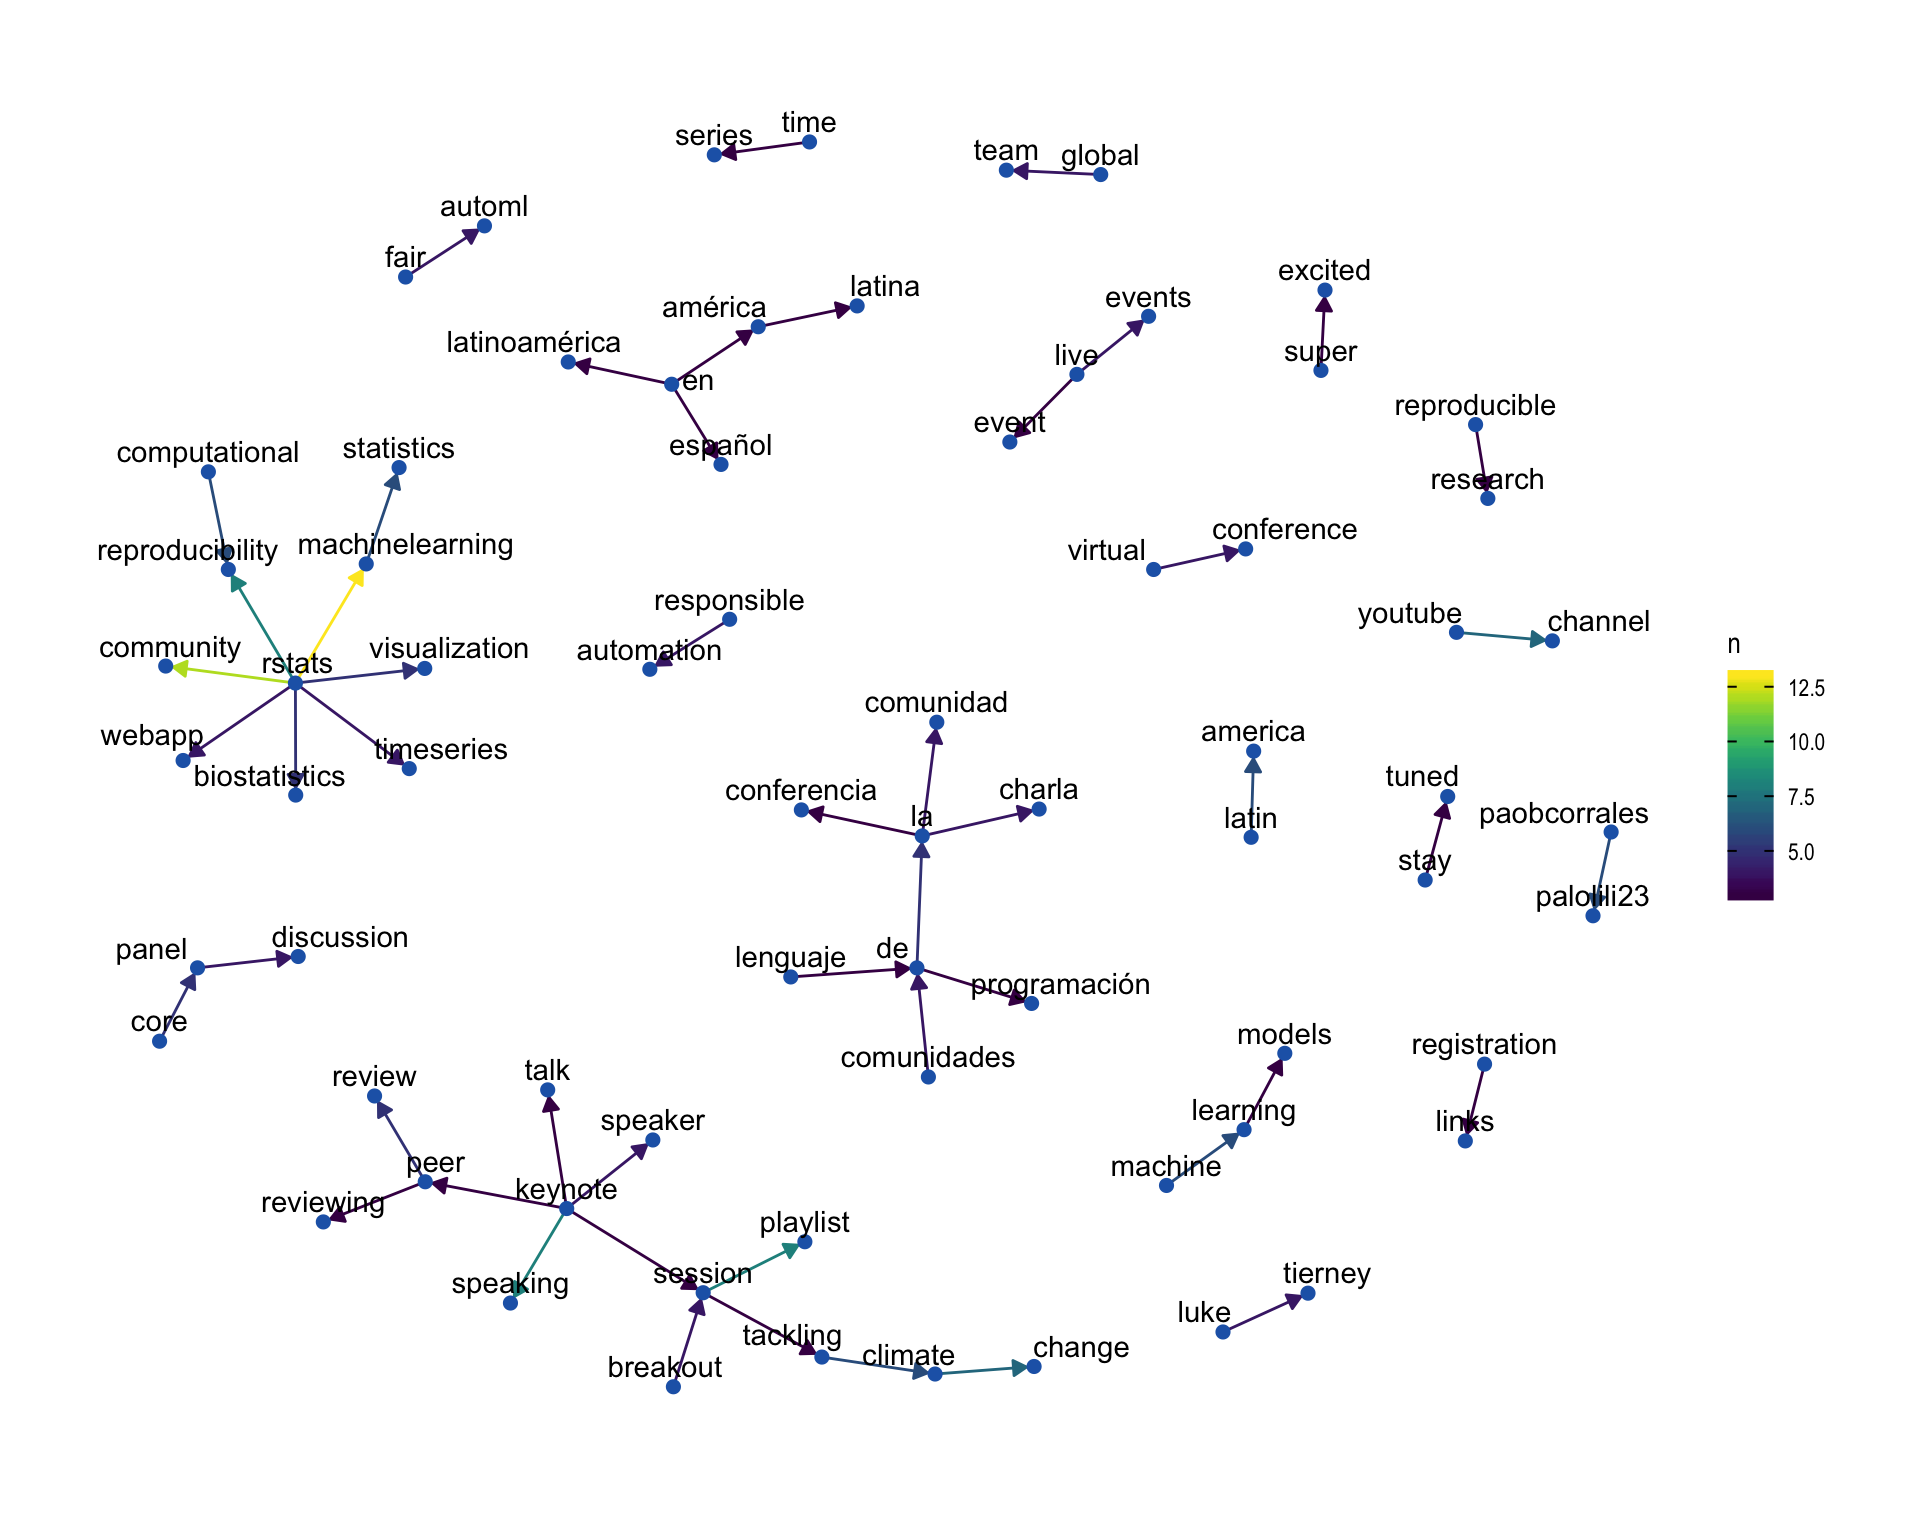 time
series
team
global
automl
fair
excited
latina
events
américa
latinoamérica
live
super
en
reproducible
event
español
statistics
computational
research
conference
machinelearning
reproducibility
virtual
responsible
youtube
channel
community
visualization
automation
rstats
n
12.5
10.0
7.5
5.0
comunidad
america
webapp
timeseries
biostatistics
tuned
conferencia
charla
la
latin
paobcorrales
stay
palolili23
discussion
panel
de
lenguaje
programación
core
models
registration
comunidades
talk
review
learning
links
speaker
peer
machine
keynote
reviewing
playlist
session
speaking
tierney
luke
tackling
change
climate
breakout